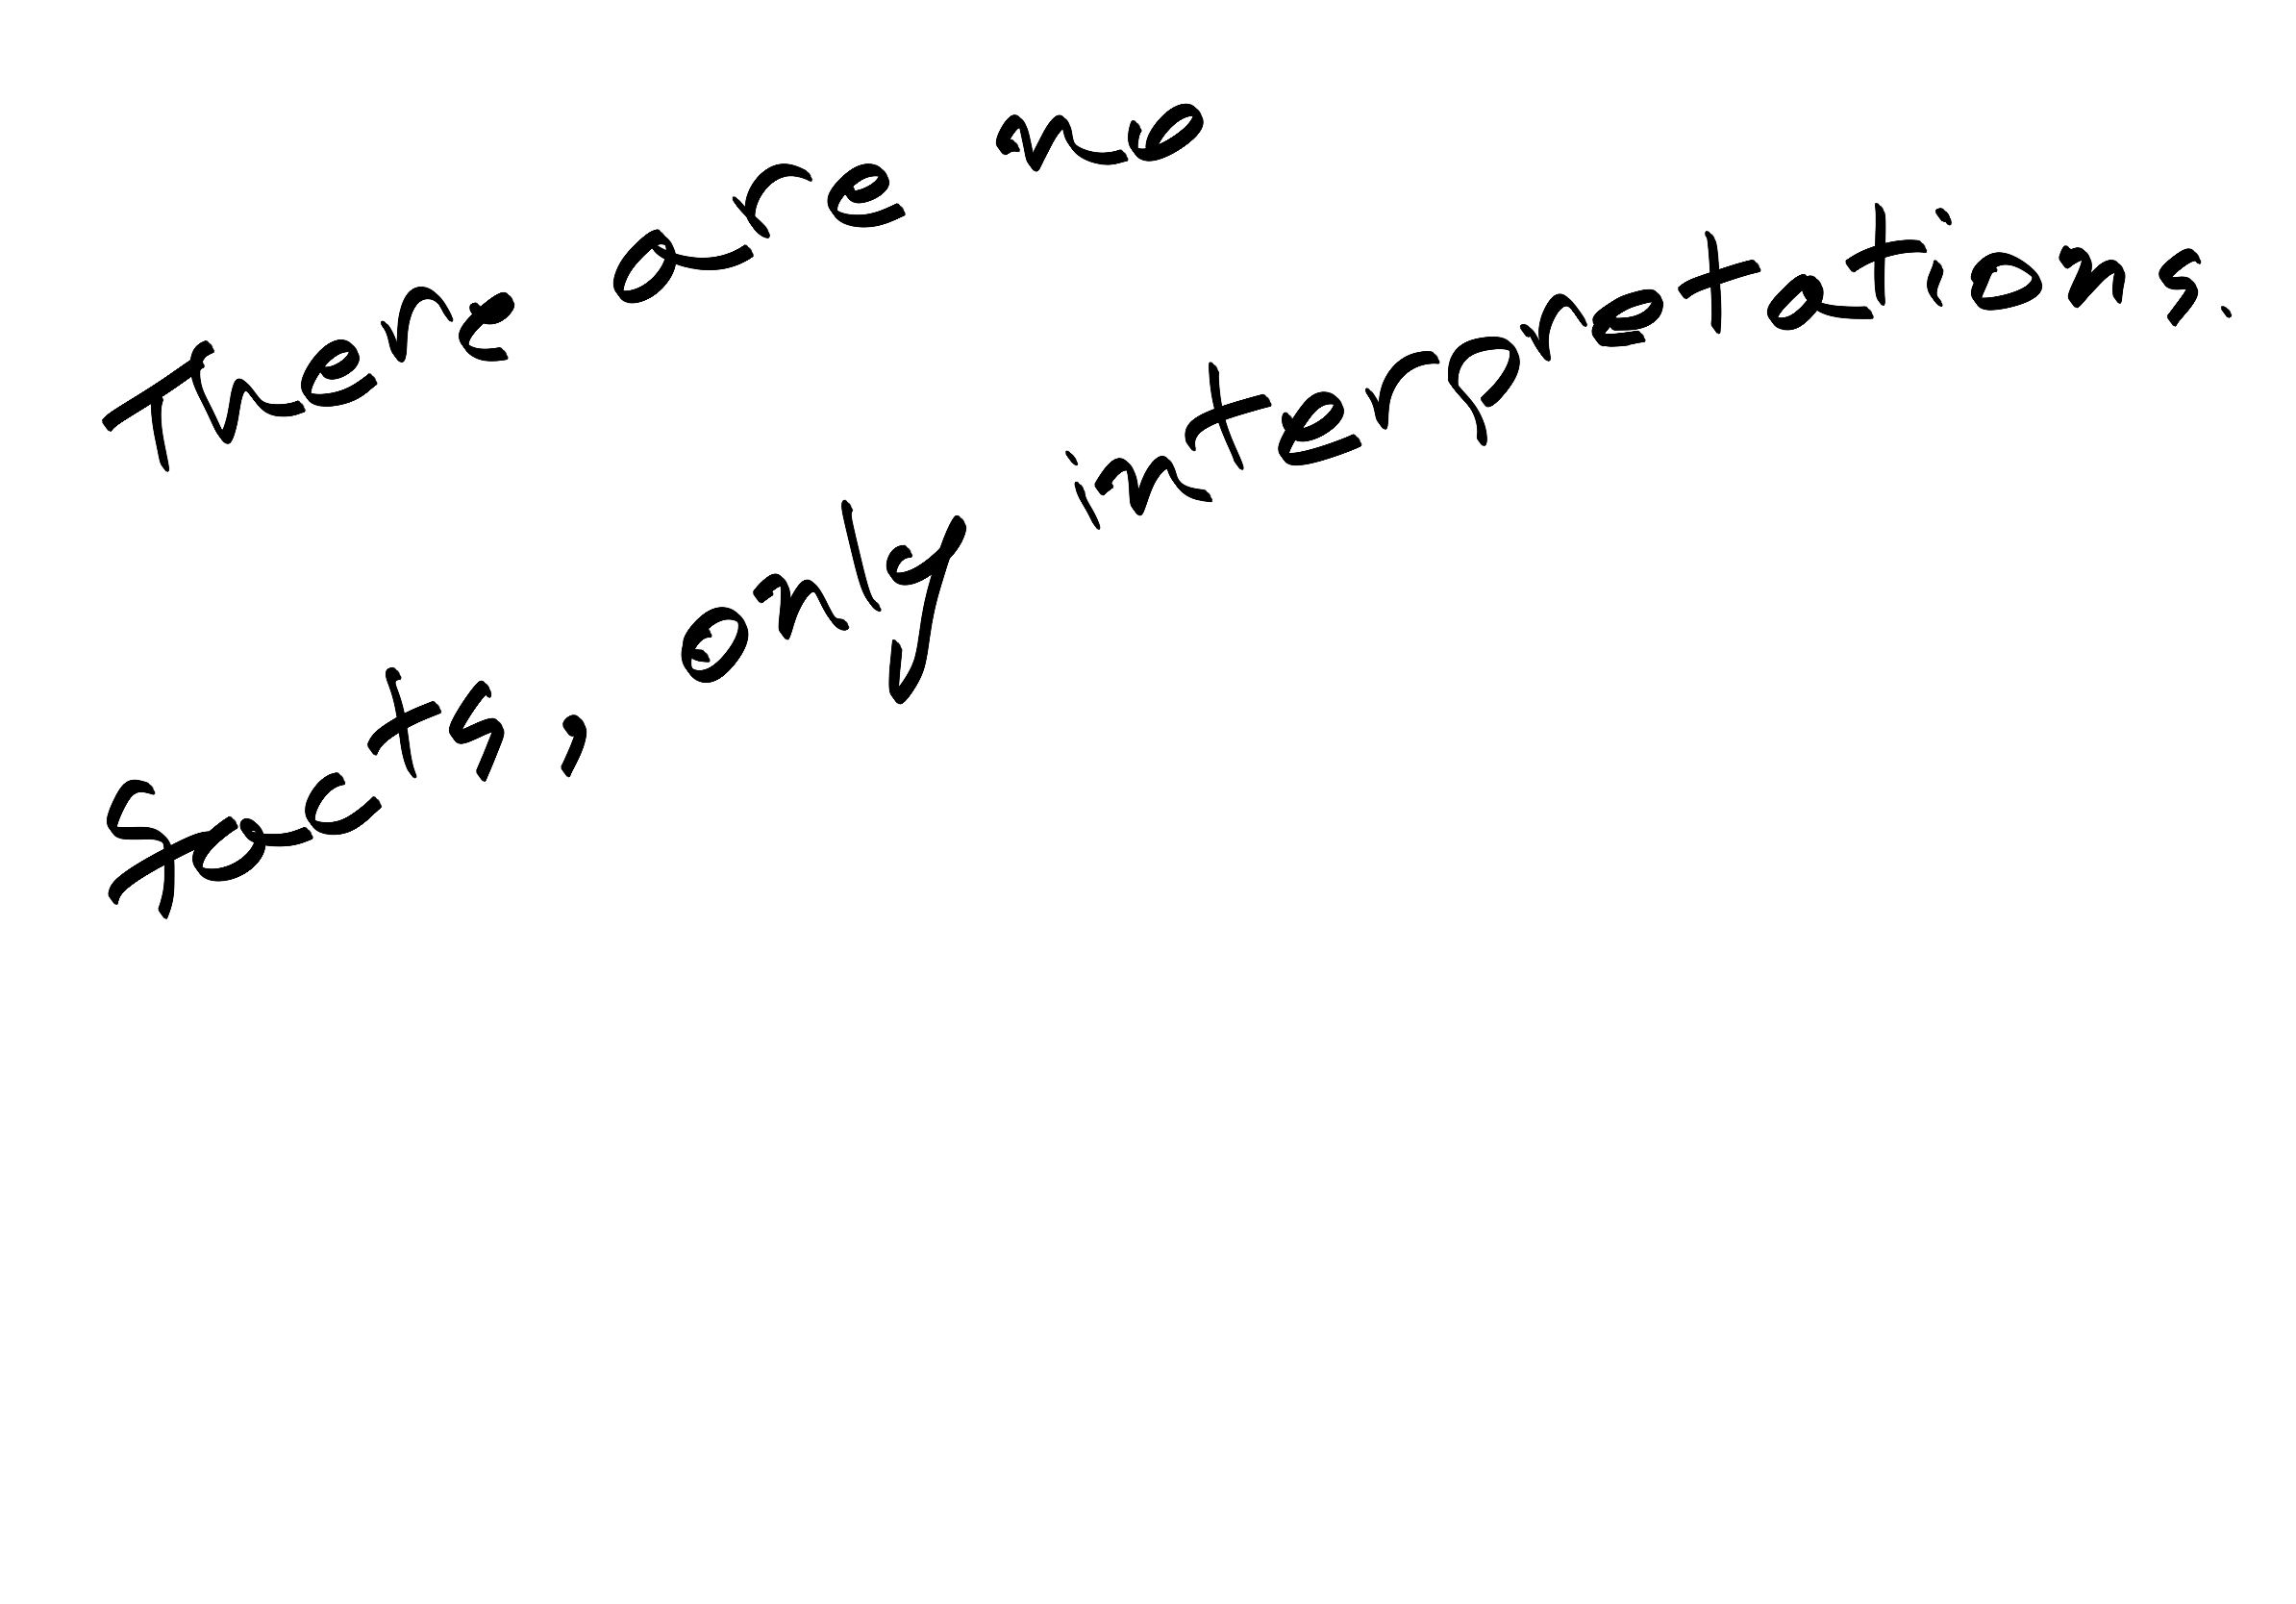 There are no
facts, only interpretations.